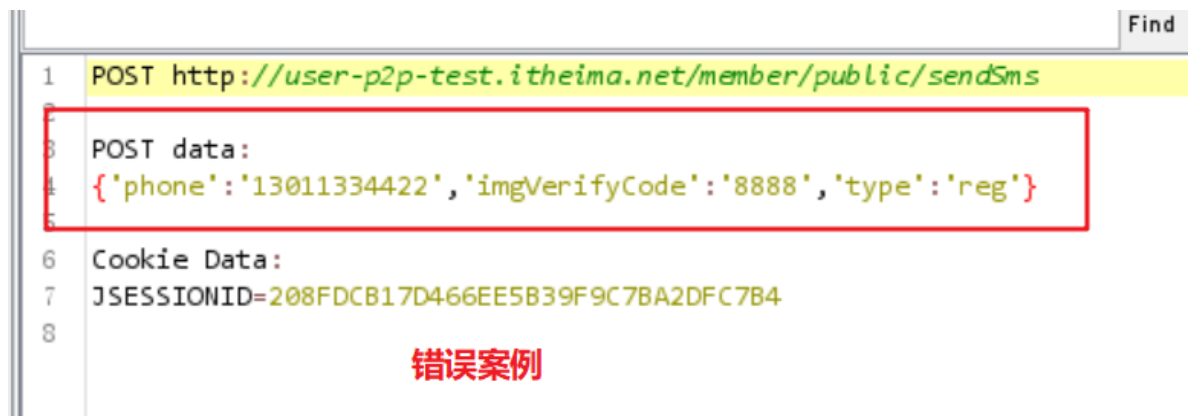 Find
1 POST http://user-p2p-test.itheima.net/member/public/sendSms
2
3 POST data:
4 {'phone':'13011334422','imgVerifyCode':'8888','type':'reg'}
5
6 Cookie Data:
7 JSESSIONID=208FDCB17D466EE5B39F9C7BA2DFC7B4
8
错误案例